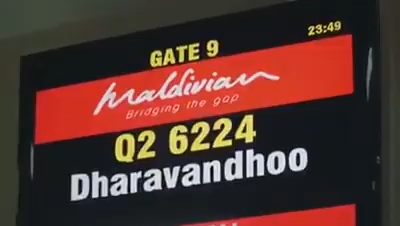 23:49
GATE 9
Maldivian
Bridging the gap
Q2 6224
Dharavandhoo